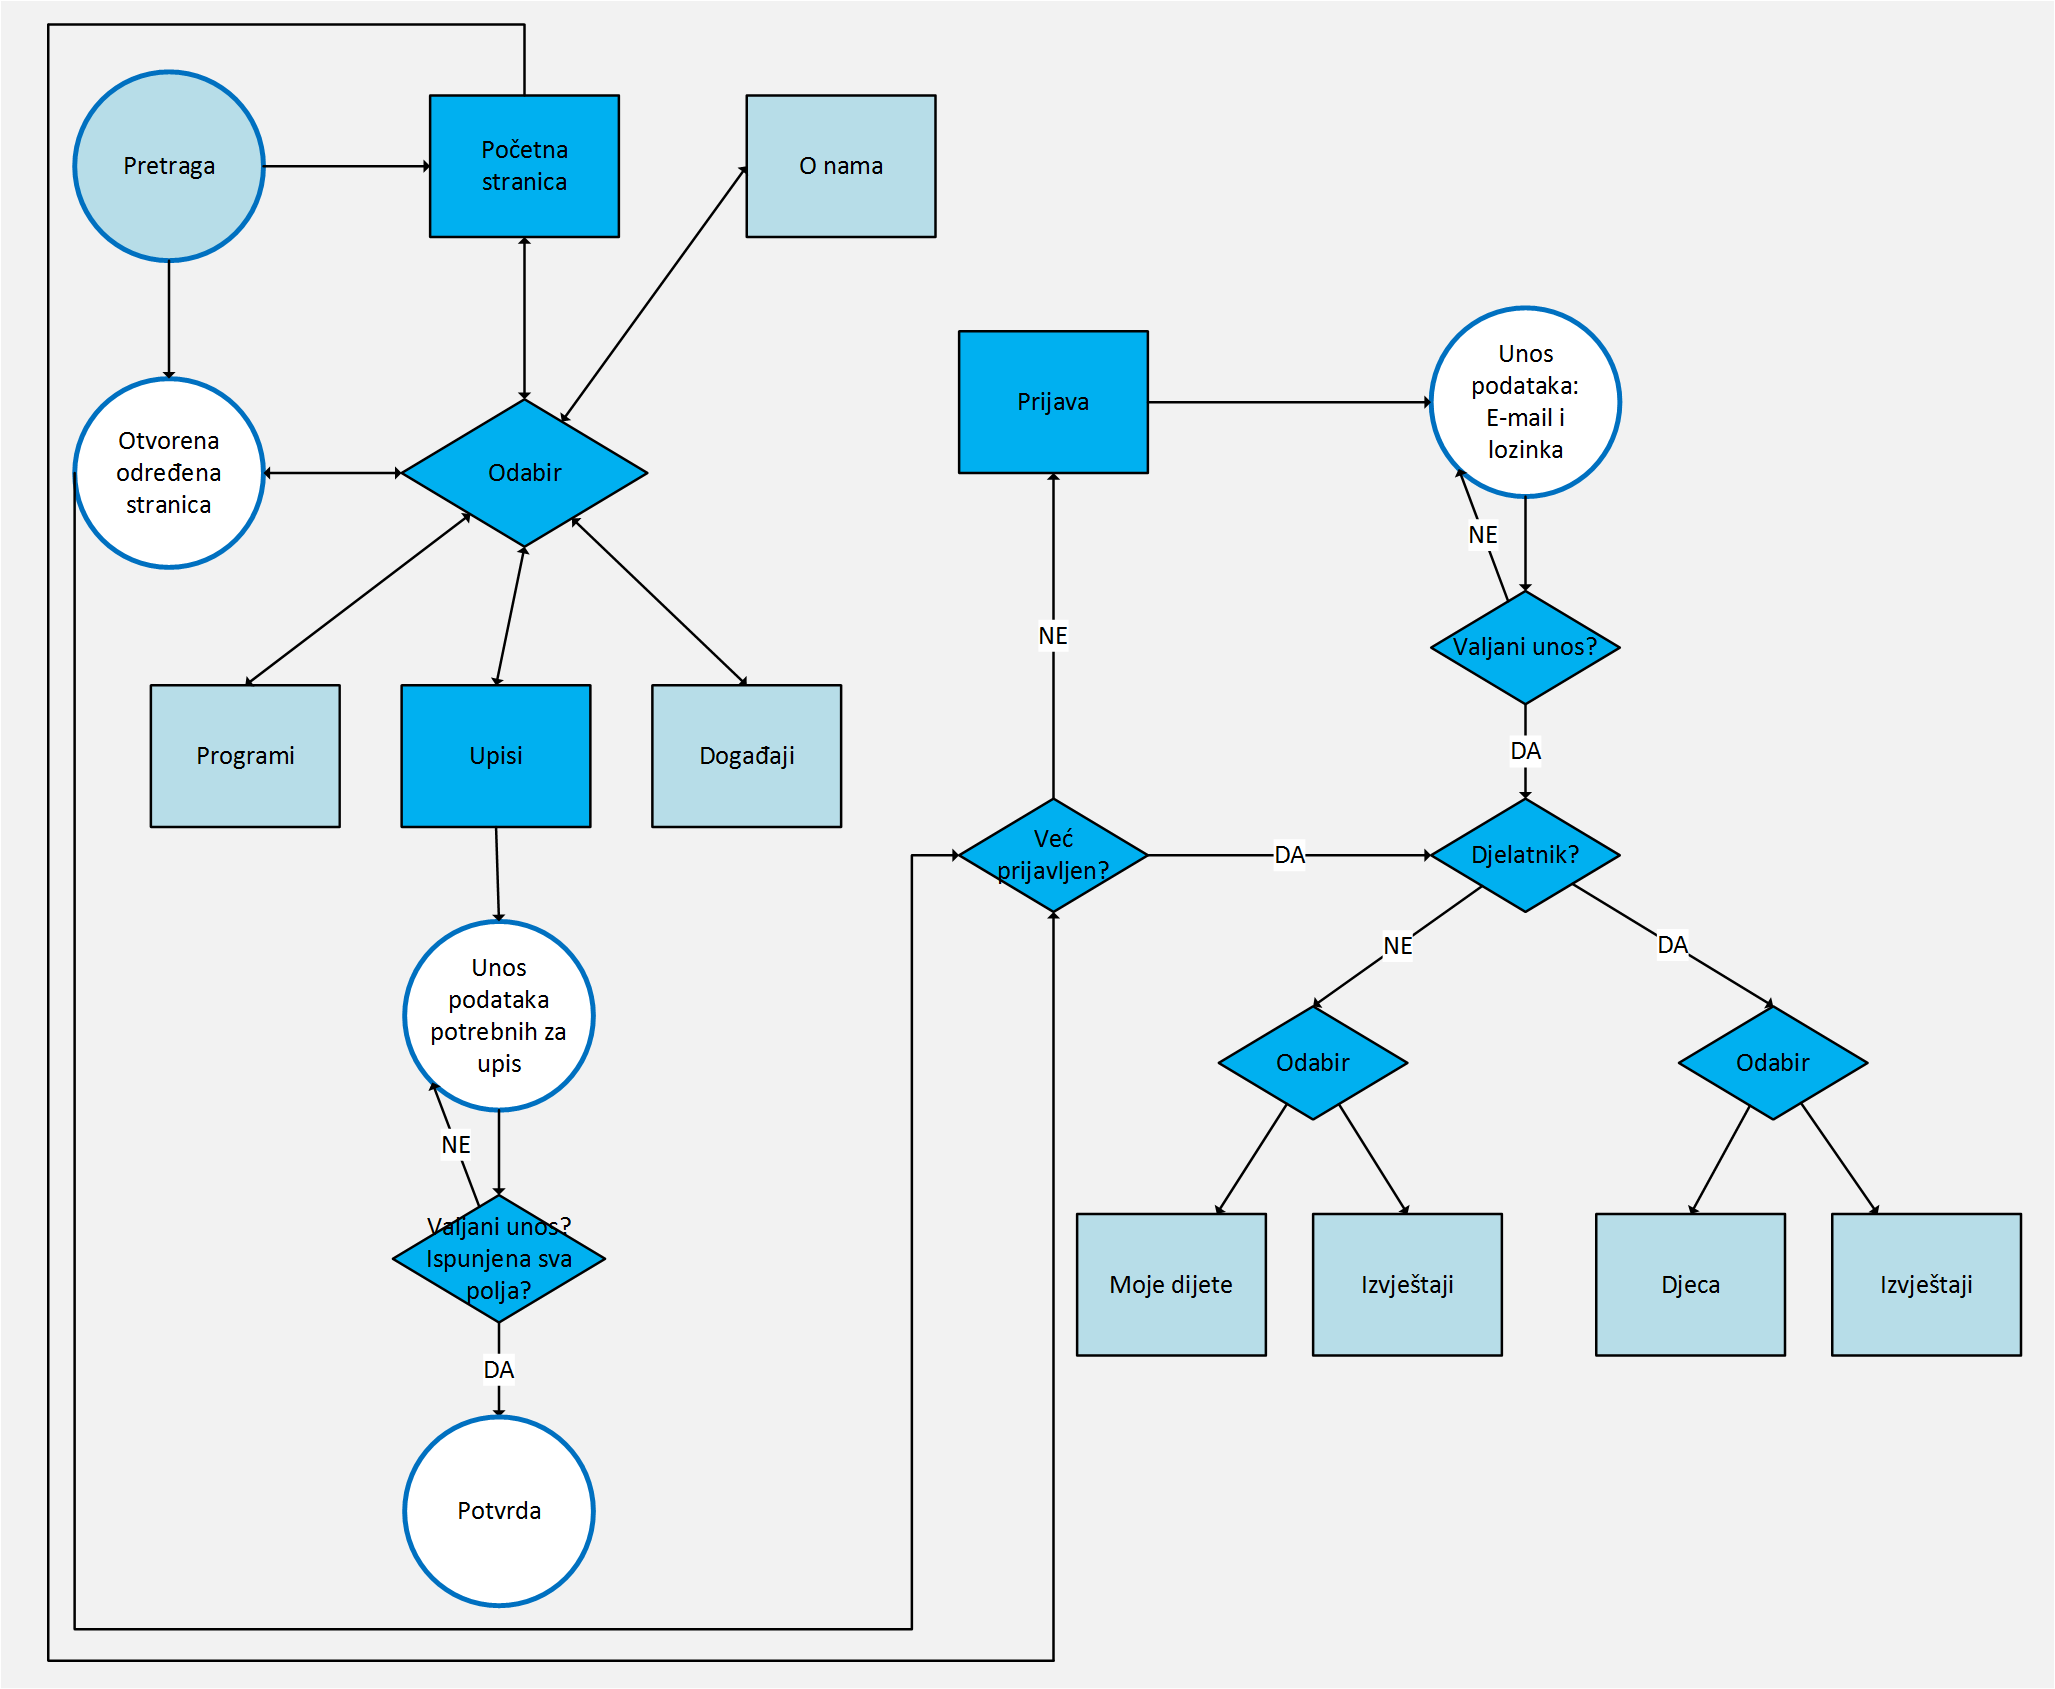 Pretraga
Početna
stranica
O nama
Otvorena
određena
stranica
Odabir
Programi
Upisi
Događaji
Unos
podataka
potrebnih za
upis
NE
Valjani unos?
Ispunjena sva
polja?
DA
Potvrda
Prijava
Unos
podataka:
E-mail i
lozinka
NE
Valjani unos?
DA
NE
Već
prijavljen?
DA
Djelatnik?
NE
DA
Odabir
Odabir
Moje dijete
Izvještaji
Djeca
Izvještaji